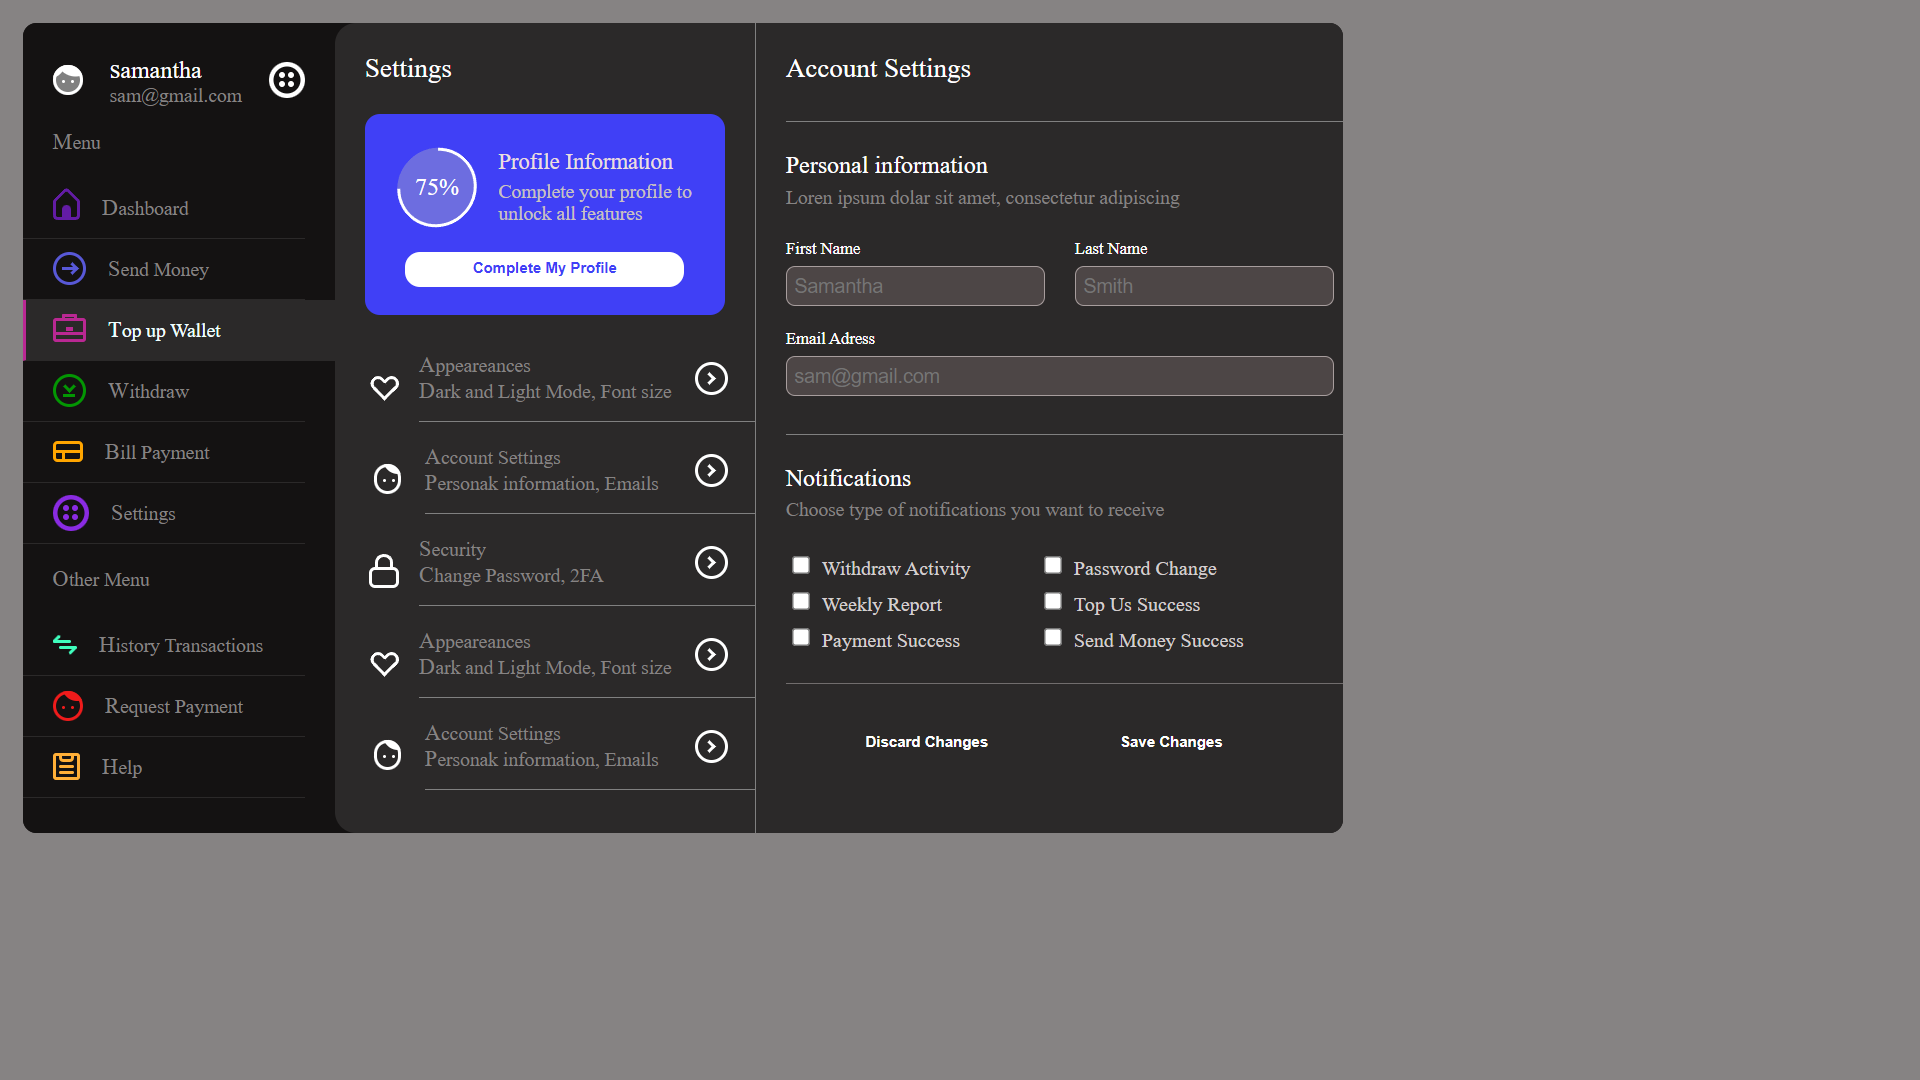 Samantha
sam@gmail.com
Menu
Dashboard
Send Money
Top up Wallet
Withdraw
Bill Payment
Settings
Other Menu
History Transactions
Request Payment
Help
Settings
75%
Profile Information
Complete your profile to
unlock all features
Complete My Profile
Appeareances
Dark and Light Mode, Font size
Account Settings
Personak information, Emails
Security
Change Password, 2FA
Appeareances
Dark and Light Mode, Font size
Account Settings
Personak information, Emails
Account Settings
Personal information
Loren ipsum dolar sit amet, consectetur adipiscing
First Name
Last Name
Samantha
Smith
Email Adress
sam@gmail.com
Notifications
Choose type of notifications you want to receive
Withdraw Activity
Password Change
Weekly Report
Top Us Success
Payment Success
Send Money Success
Discard Changes
Save Changes